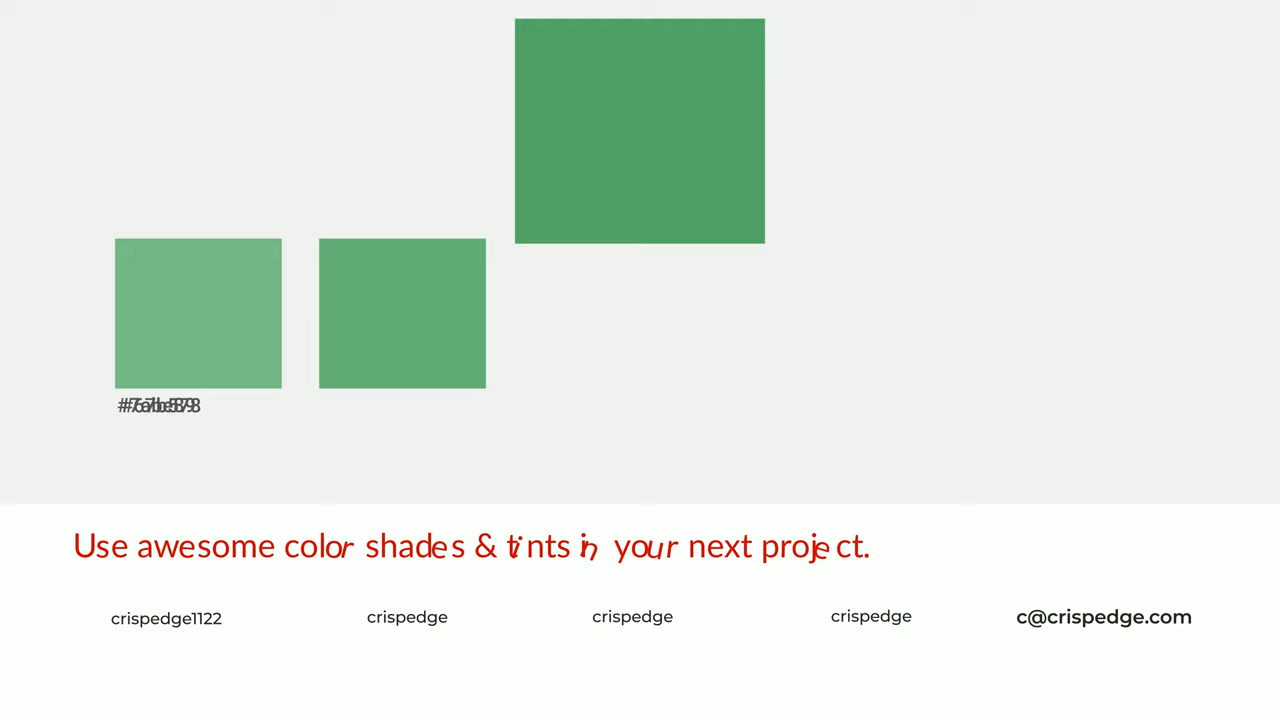 Use awesome color shades & tints in your next project.
crispedge1122 crispedge crispedge crispedge c@crispedge.com